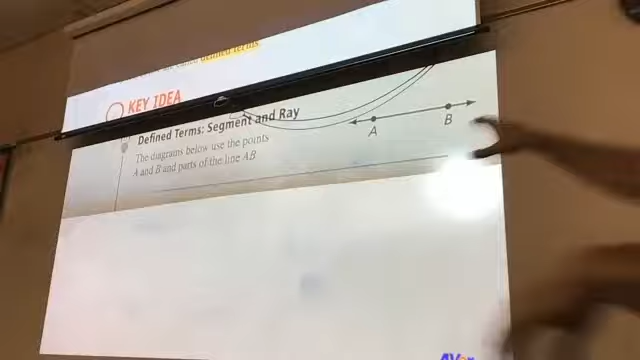 defined terms
KEY IDEA
Defined Terms: Segment and Ray
The diagrams below use the points
A and B and parts of the line AB
A
B
AVer